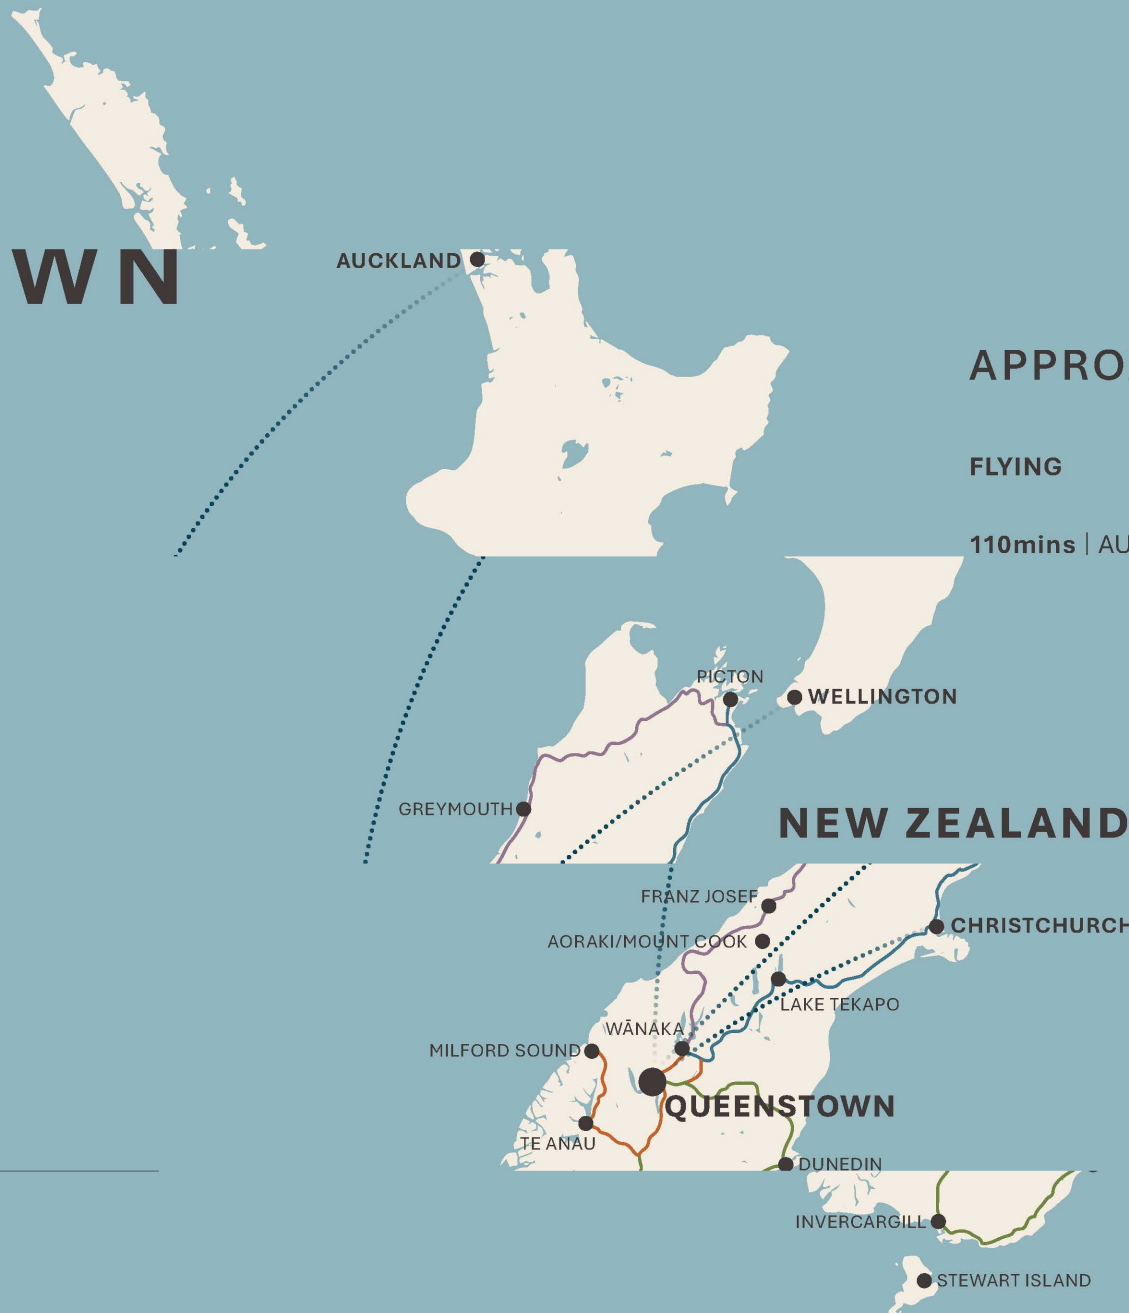 WN
AUCKLAND
APPRO
FLYING
110mins | AU
PICTON
WELLINGTON
GREYMOUTH
NEW ZEALAND
FRANZ JOSEF
AORAKI/MOUNT COOK
CHRISTCHURCH
LAKE TEKAPO
WĀNAKA
MILFORD SOUND
QUEENSTOWN
TE ANAU
DUNEDIN
INVERCARGILL
STEWART ISLAND